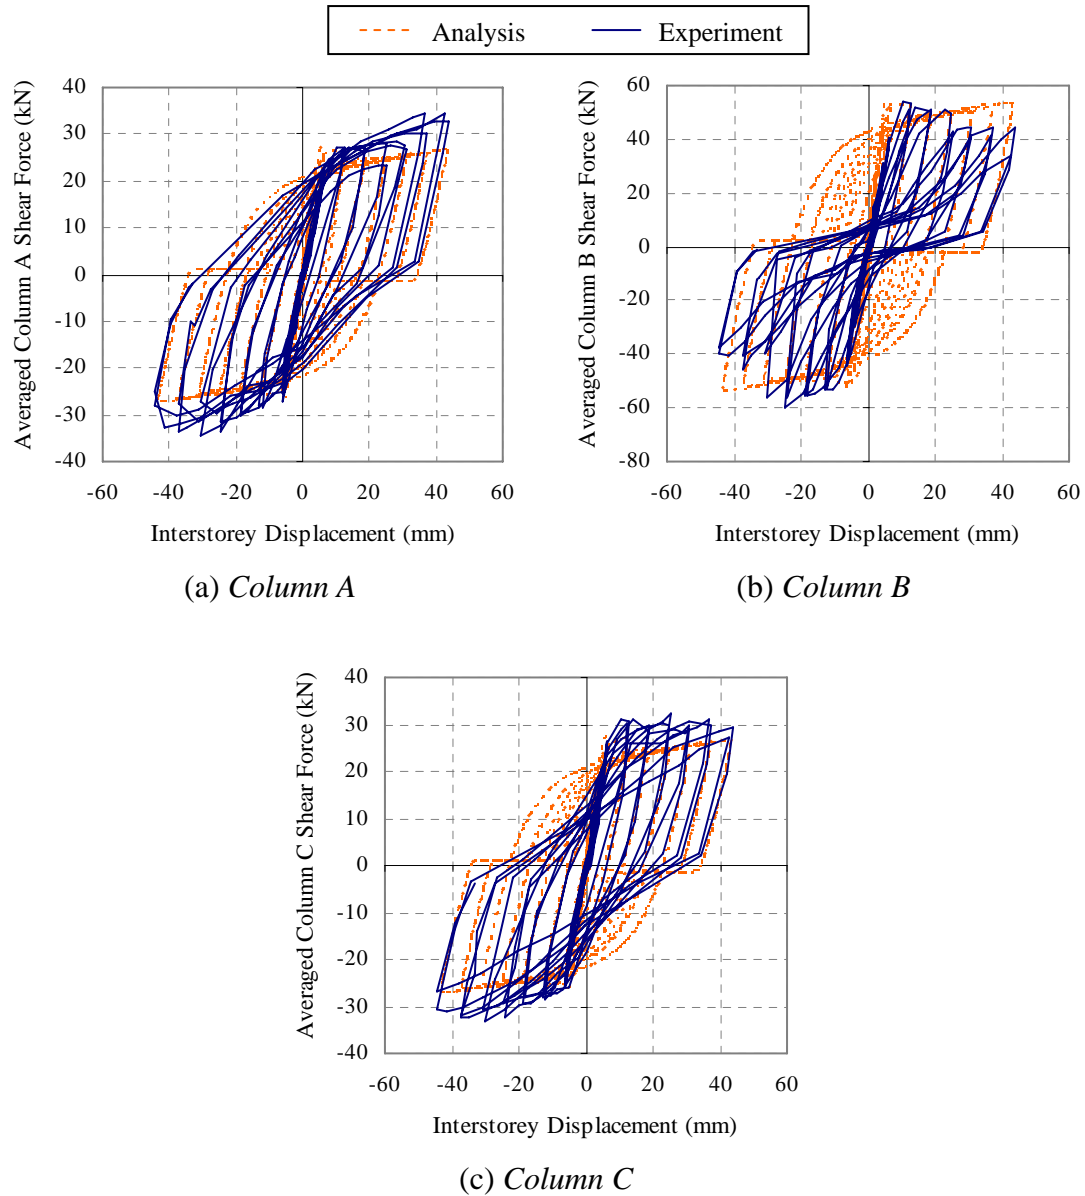 Analysis Experiment
40
30
20
10
0
-10
-20
-30
-40
-60 -40 -20 0 20 40 60
Averaged Column A Shear Force (kN)
Interstorey Displacement (mm)
(a) Column A
60
40
20
0
-20
-40
-60
-80
-60 -40 -20 0 20 40 60
Averaged Column B Shear Force (kN)
Interstorey Displacement (mm)
(b) Column B
40
30
20
10
0
-10
-20
-30
-40
-60 -40 -20 0 20 40 60
Averaged Column C Shear Force (kN)
Interstorey Displacement (mm)
(c) Column C